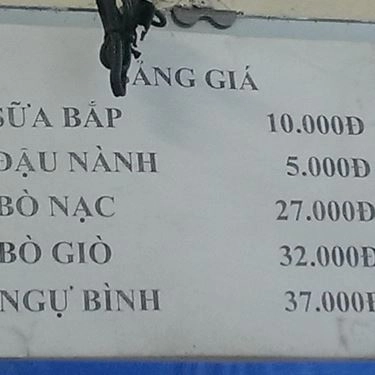 BẢNG GIÁ
SỮA BẮP 10.000Đ
ĐẬU NÀNH 5.000Đ
BÒ NẠC 27.000Đ
BÒ GIÒ 32.000Đ
NGỰ BÌNH 37.000Đ